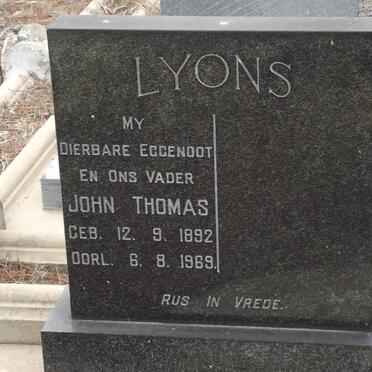 LYONS
MY
DIERBARE EGGENOOT
EN ONS VADER
JOHN THOMAS
GEB. 12. 9. 1892
OORL. 6. 8. 1969.
RUS IN VREDE.